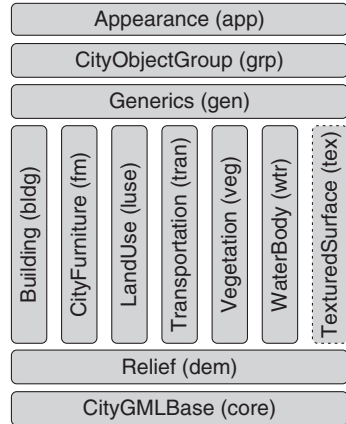 Appearance (app)
CityObjectGroup (grp)
Generics (gen)
Building (bldg)
CityFurniture (fm)
LandUse (luse)
Transportation (tran)
Vegetation (veg)
WaterBody (wtr)
TexturedSurface (tex)
Relief (dem)
CityGMLBase (core)